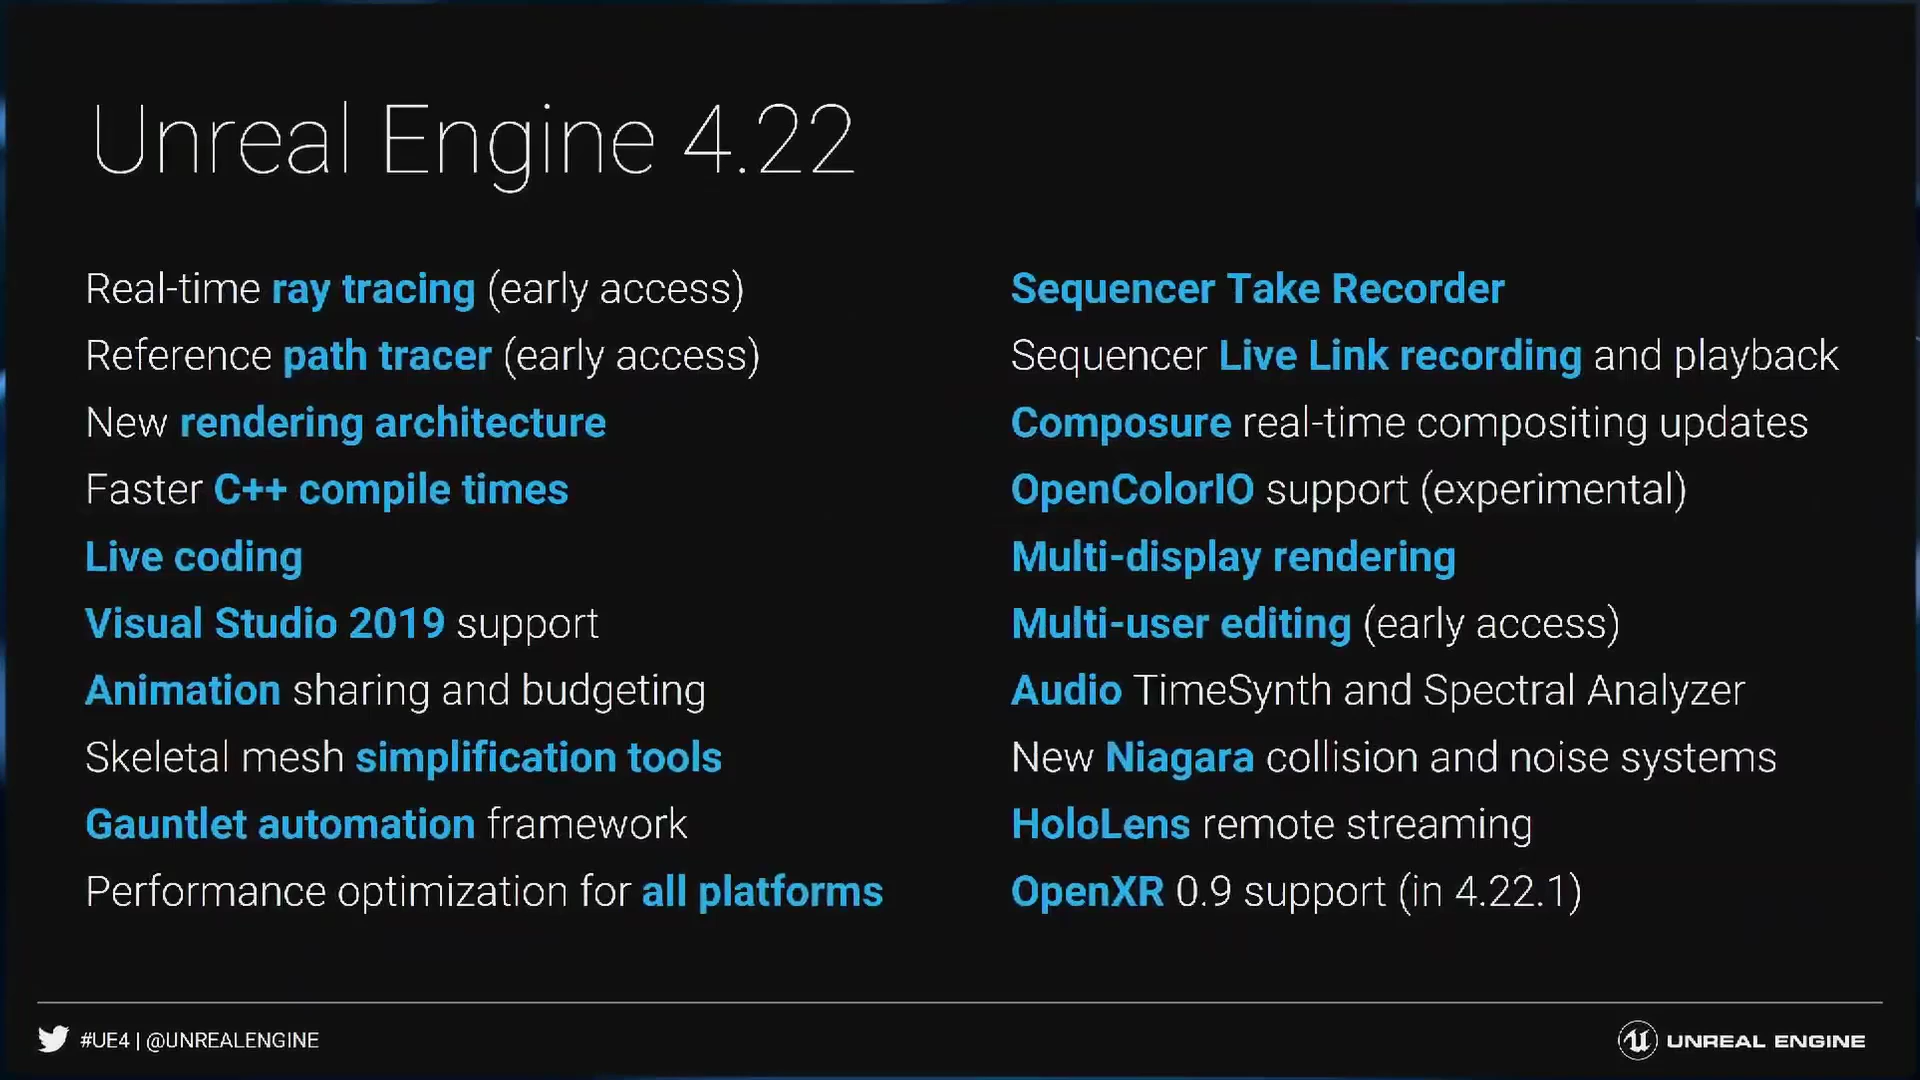 Unreal Engine 4.22
Real-time ray tracing (early access)
Reference path tracer (early access)
New rendering architecture
Faster C++ compile times
Live coding
Visual Studio 2019 support
Animation sharing and budgeting
Skeletal mesh simplification tools
Gauntlet automation framework
Performance optimization for all platforms
Sequencer Take Recorder
Sequencer Live Link recording and playback
Composure real-time compositing updates
OpenColorIO support (experimental)
Multi-display rendering
Multi-user editing (early access)
Audio TimeSynth and Spectral Analyzer
New Niagara collision and noise systems
HoloLens remote streaming
OpenXR 0.9 support (in 4.22.1)
#UE4 | @UNREALENGINE
UNREAL ENGINE